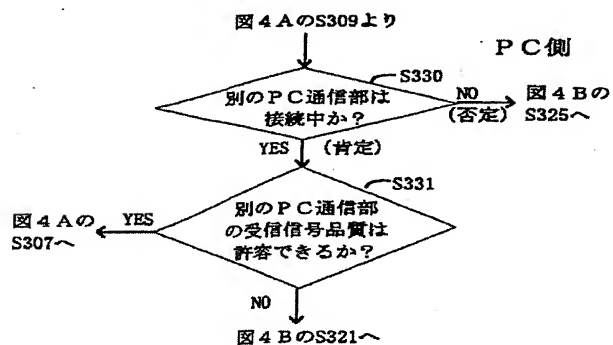 図4AのS309より
PC側
S330
別のPC通信部は
接続中か?
NO
(否定)
図4Bの
S325へ
YES (肯定)
S331
別のPC通信部
の受信信号品質は
許容できるか?
YES
図4Aの
S307へ
NO
図4BのS321へ